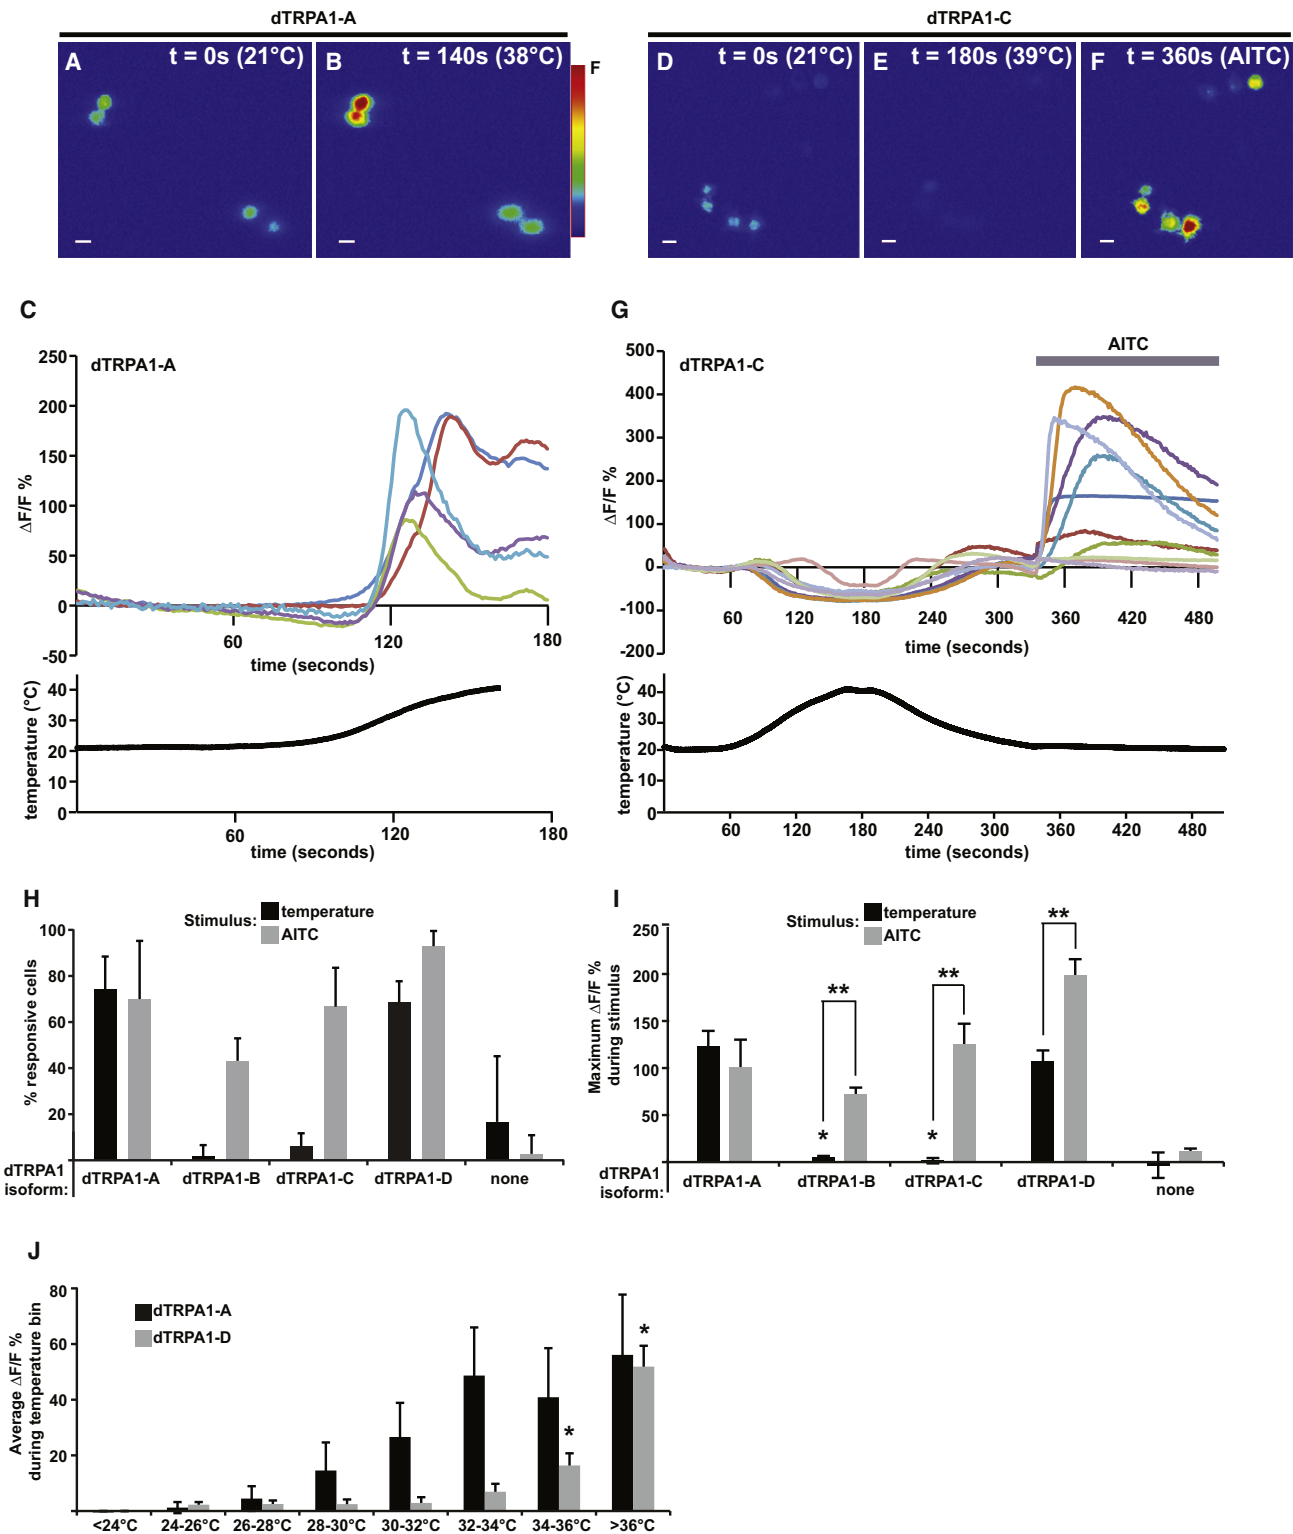 dTRPA1-A
dTRPA1-C
A
t = 0s (21°C)
B
t = 140s (38°C)
F
D
t = 0s (21°C)
E
t = 180s (39°C)
F
t = 360s (AITC)
C
dTRPA1-A
ΔF/F %
250
200
150
100
50
0
-50
60
120
180
time (seconds)
temperature (°C)
40
30
20
10
0
60
120
180
time (seconds)
G
AITC
dTRPA1-C
ΔF/F %
500
400
300
200
100
0
-100
-200
60
120
180
240
300
360
420
480
time (seconds)
temperature (°C)
40
30
20
10
0
60
120
180
240
300
360
420
480
time (seconds)
H
Stimulus:
temperature
AITC
% responsive cells
100
80
60
40
20
dTRPA1
isoform:
dTRPA1-A
dTRPA1-B
dTRPA1-C
dTRPA1-D
none
I
Stimulus:
temperature
AITC
Maximum ΔF/F %
during stimulus
250
200
150
100
50
*
**
*
**
**
dTRPA1
isoform:
dTRPA1-A
dTRPA1-B
dTRPA1-C
dTRPA1-D
none
J
dTRPA1-A
dTRPA1-D
Average ΔF/F %
during temperature bin
80
60
40
20
*
*
<24°C
24-26°C
26-28°C
28-30°C
30-32°C
32-34°C
34-36°C
>36°C